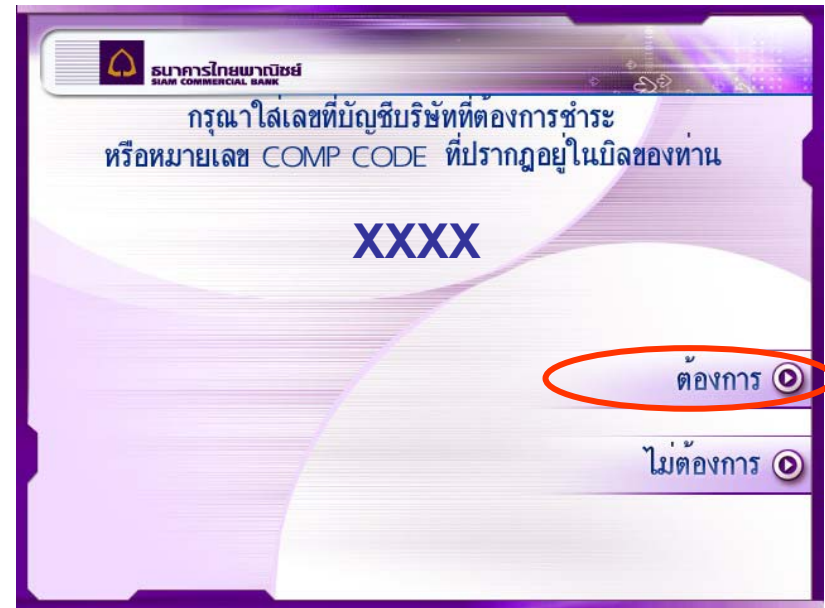 ธนาคารไทยพาณิชย์
SIAM COMMERCIAL BANK
กรุณาใส่เลขที่บัญชีบริษัทที่ต้องการชำระ
หรือหมายเลข COMP CODE ที่ปรากฎอยู่ในบิลของท่าน
XXXX
ต้องการ
ไม่ต้องการ